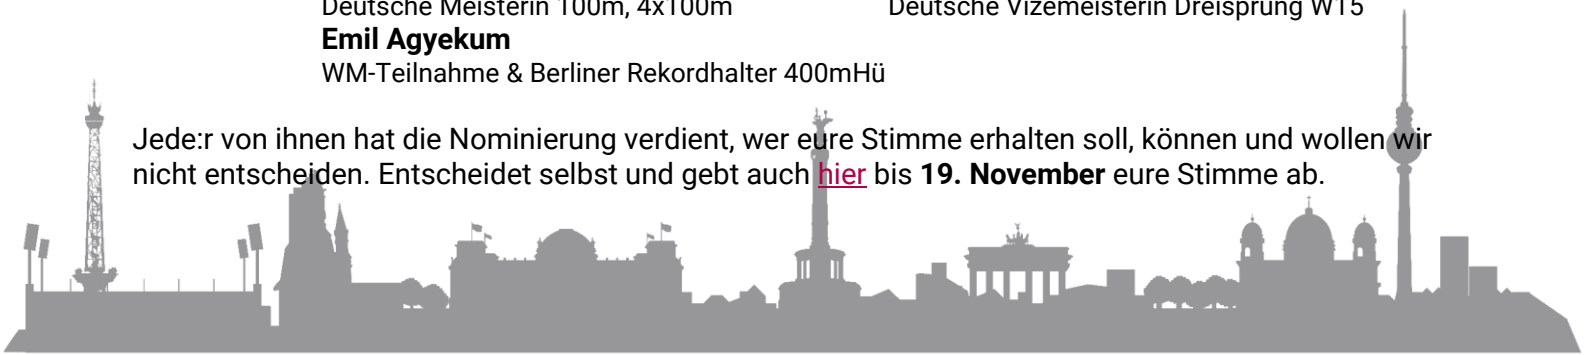 Deutsche Meisterin 100m, 4x100m Deutsche Vizemeisterin Dreisprung W15
Emil Agyekum
WM-Teilnahme & Berliner Rekordhalter 400mHü
Jede:r von ihnen hat die Nominierung verdient, wer eure Stimme erhalten soll, können und wollen wir
nicht entscheiden. Entscheidet selbst und gebt auch hier bis 19. November eure Stimme ab.